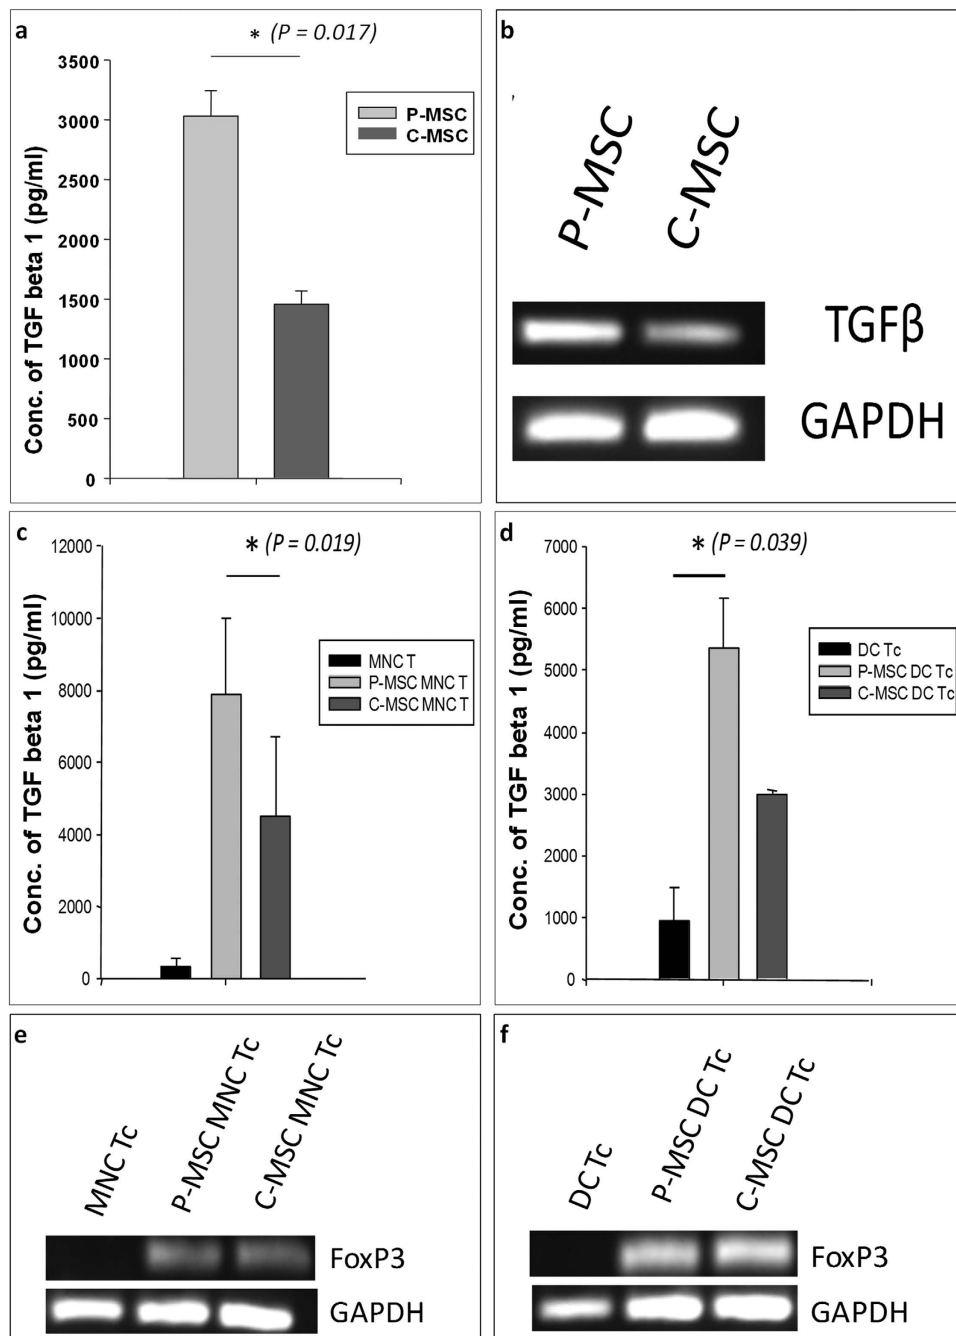 a
* (P = 0.017)
3500
3000
2500
2000
1500
1000
500
0
Conc. of TGF beta 1 (pg/ml)
P-MSC
C-MSC
b
P-MSC
C-MSC
TGFβ
GAPDH
c
* (P = 0.019)
12000
10000
8000
6000
4000
2000
0
Conc. of TGF beta 1 (pg/ml)
MNC T
P-MSC MNC T
C-MSC MNC T
d
* (P = 0.039)
7000
6000
5000
4000
3000
2000
1000
0
Conc. of TGF beta 1 (pg/ml)
DC Tc
P-MSC DC Tc
C-MSC DC Tc
e
MNC Tc
P-MSC MNC Tc
C-MSC MNC Tc
FoxP3
GAPDH
f
DC Tc
P-MSC DC Tc
C-MSC DC Tc
FoxP3
GAPDH